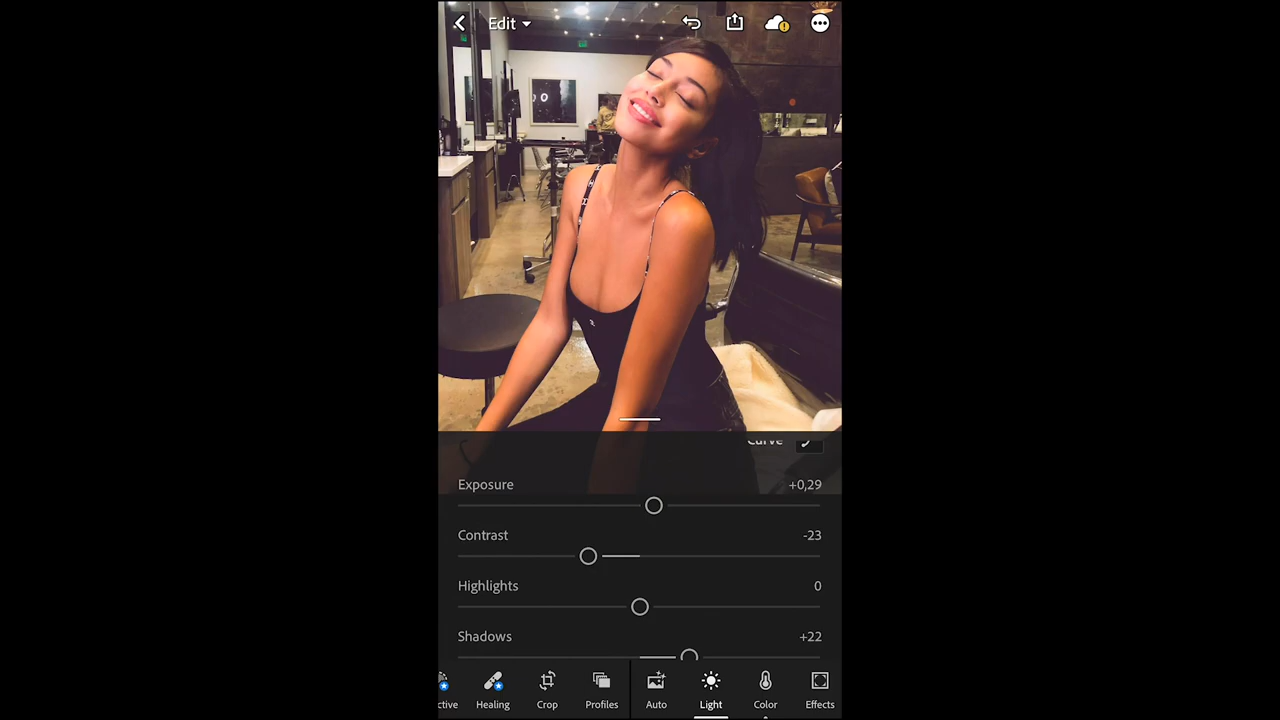 Edit
Curve
Exposure +0,29
Contrast -23
Highlights 0
Shadows +22
ctive Healing Crop Profiles Auto Light Color Effects